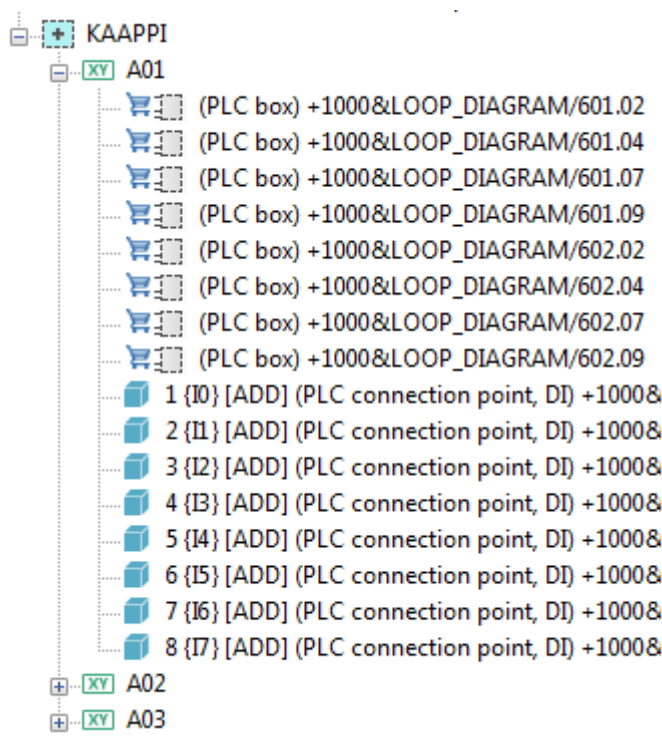 KAAPPI
XY A01
(PLC box) +1000&LOOP_DIAGRAM/601.02
(PLC box) +1000&LOOP_DIAGRAM/601.04
(PLC box) +1000&LOOP_DIAGRAM/601.07
(PLC box) +1000&LOOP_DIAGRAM/601.09
(PLC box) +1000&LOOP_DIAGRAM/602.02
(PLC box) +1000&LOOP_DIAGRAM/602.04
(PLC box) +1000&LOOP_DIAGRAM/602.07
(PLC box) +1000&LOOP_DIAGRAM/602.09
1 {I0} [ADD] (PLC connection point, DI) +1000&
2 {I1} [ADD] (PLC connection point, DI) +1000&
3 {I2} [ADD] (PLC connection point, DI) +1000&
4 {I3} [ADD] (PLC connection point, DI) +1000&
5 {I4} [ADD] (PLC connection point, DI) +1000&
6 {I5} [ADD] (PLC connection point, DI) +1000&
7 {I6} [ADD] (PLC connection point, DI) +1000&
8 {I7} [ADD] (PLC connection point, DI) +1000&
XY A02
XY A03